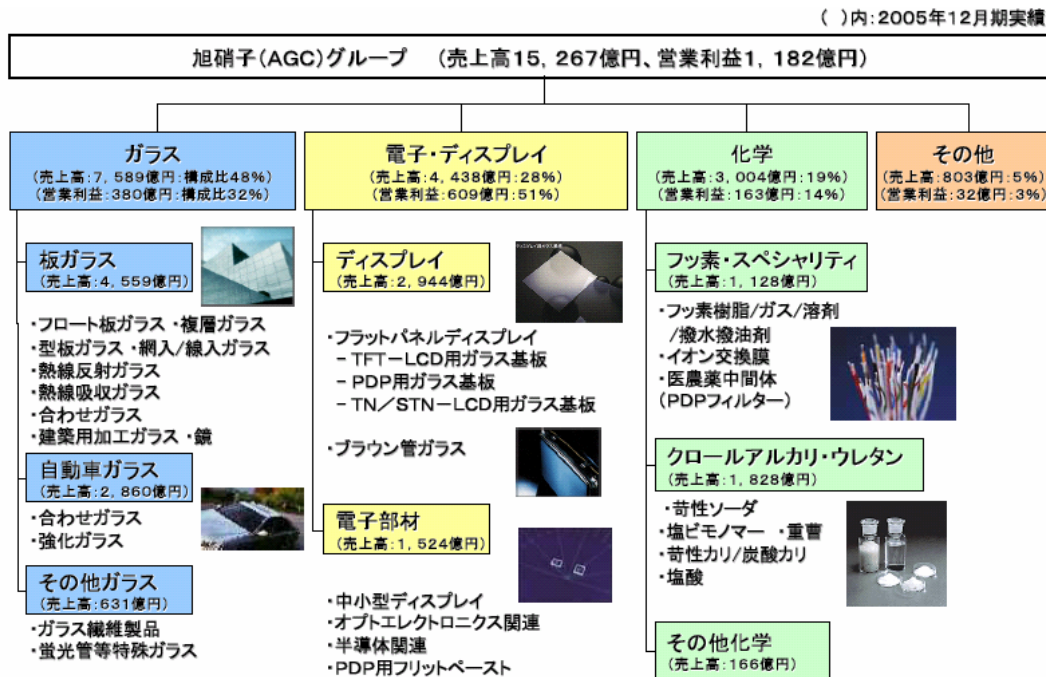 ( )内:2005年12月期実績
旭硝子(AGC)グループ (売上高15,267億円、営業利益1,182億円)
ガラス
(売上高:7,589億円:構成比48%)
(営業利益:380億円:構成比32%)
板ガラス
(売上高:4,559億円)
・フロート板ガラス ・複層ガラス
・型板ガラス ・網入/線入ガラス
・熱線反射ガラス
・熱線吸収ガラス
・合わせガラス
・建築用加工ガラス ・鏡
自動車ガラス
(売上高:2,860億円)
・合わせガラス
・強化ガラス
その他ガラス
(売上高:631億円)
・ガラス繊維製品
・蛍光管等特殊ガラス
電子・ディスプレイ
(売上高:4,438億円:28%)
(営業利益:609億円:51%)
ディスプレイ
(売上高:2,944億円)
・フラットパネルディスプレイ
- TFT-LCD用ガラス基板
- PDP用ガラス基板
- TN/STN-LCD用ガラス基板
・ブラウン管ガラス
電子部材
(売上高:1,524億円)
・中小型ディスプレイ
・オプトエレクトロニクス関連
・半導体関連
・PDP用フリットペースト
化学
(売上高:3,004億円:19%)
(営業利益:163億円:14%)
フッ素・スペシャリティ
(売上高:1,128億円)
・フッ素樹脂/ガス/溶剤
/撥水撥油剤
・イオン交換膜
・医農薬中間体
(PDPフィルター)
クロールアルカリ・ウレタン
(売上高:1,828億円)
・苛性ソーダ
・塩ビモノマー ・重曹
・苛性カリ/炭酸カリ
・塩酸
その他化学
(売上高:166億円)
その他
(売上高:803億円:5%)
(営業利益:32億円:3%)